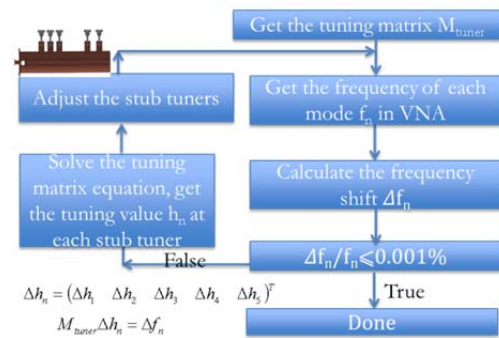 Get the tuning matrix M_tuner
Adjust the stub tuners
Get the frequency of each
mode f_n in VNA
Solve the tuning
matrix equation, get
the tuning value h_n at
each stub tuner
Calculate the frequency
shift Δf_n
False
Δf_n/f_n⩽0.001%
Δh_n = (Δh_1 Δh_2 Δh_3 Δh_4 Δh_5)^T
True
M_tuner Δh_n = Δf_n
Done